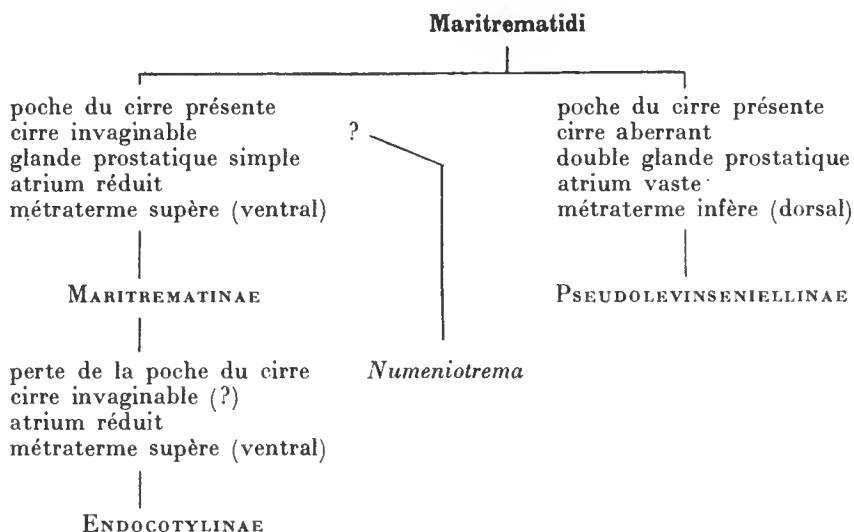 Maritrematidi
poche du cirre présente
cirre invaginable
glande prostatique simple
atrium réduit
métraterme supère (ventral)
MARITREMATINAE
perte de la poche du cirre
cirre invaginable (?)
atrium réduit
métraterme supère (ventral)
ENDOCOTYLINAE
?
Numeniotrema
poche du cirre présente
cirre aberrant
double glande prostatique
atrium vaste
métraterme infère (dorsal)
PSEUDOLEVINSENIELLINAE